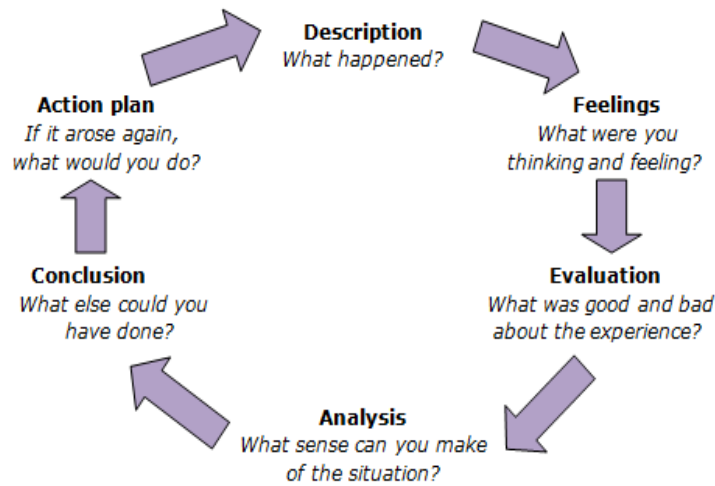 Description
What happened?
Feelings
What were you
thinking and feeling?
Evaluation
What was good and bad
about the experience?
Analysis
What sense can you make
of the situation?
Conclusion
What else could you
have done?
Action plan
If it arose again,
what would you do?